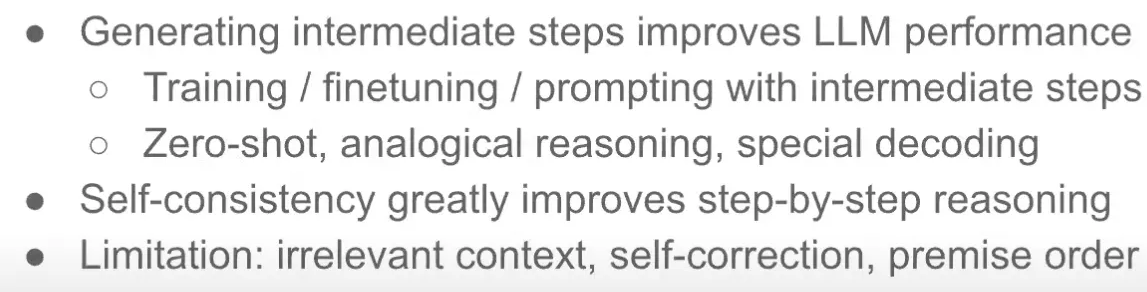 ● Generating intermediate steps improves LLM performance
○ Training / finetuning / prompting with intermediate steps
○ Zero-shot, analogical reasoning, special decoding
● Self-consistency greatly improves step-by-step reasoning
● Limitation: irrelevant context, self-correction, premise order